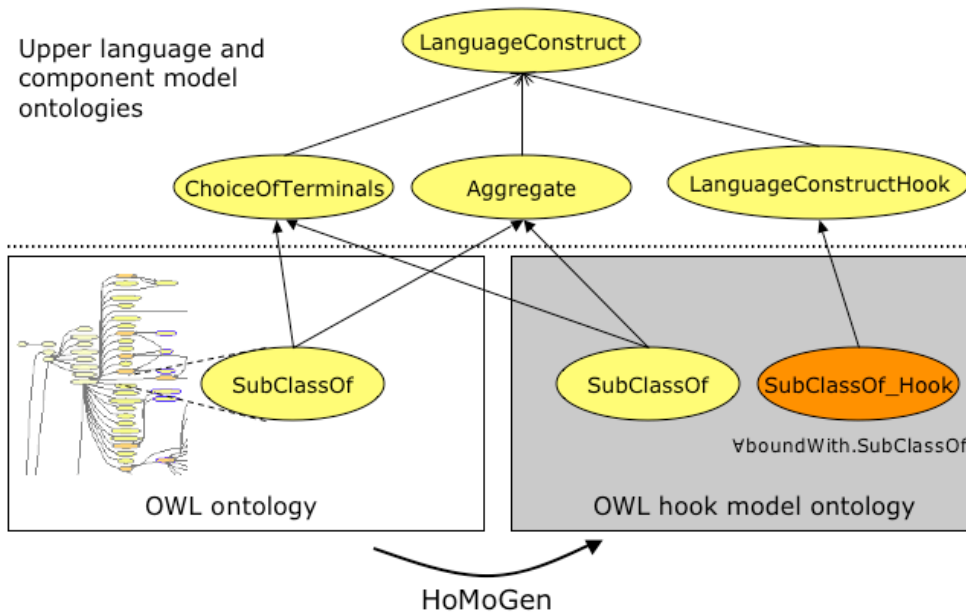 LanguageConstruct
Upper language and
component model
ontologies
ChoiceOfTerminals
Aggregate
LanguageConstructHook
SubClassOf
SubClassOf
SubClassOf_Hook
∀boundWith.SubClassOf
OWL ontology
OWL hook model ontology
HoMoGen